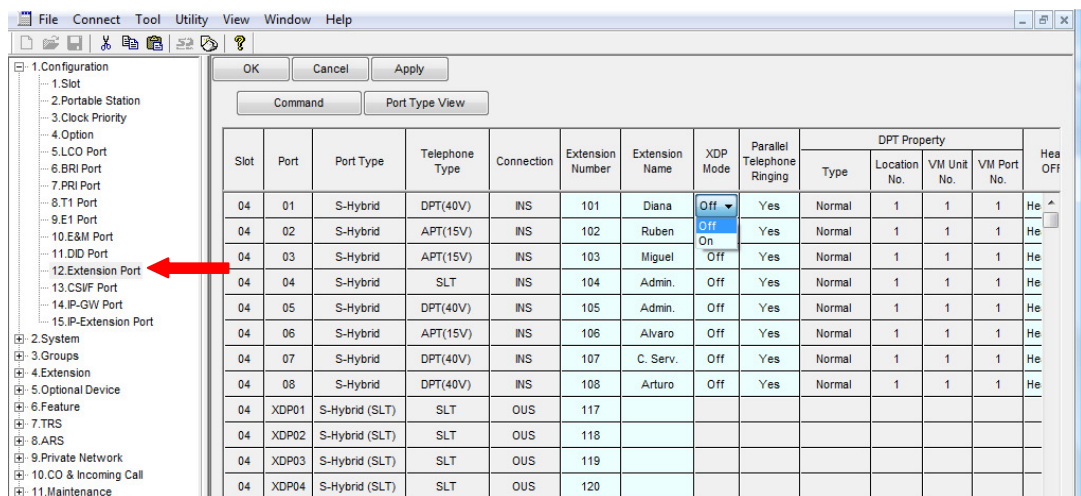 File Connect Tool Utility View Window Help
1.Configuration
1.Slot
2.Portable Station
3.Clock Priority
4.Option
5.LCO Port
6.BRI Port
7.PRI Port
8.T1 Port
9.E1 Port
10.E&M Port
11.DID Port
12.Extension Port
13.CSI/F Port
14.IP-GW Port
15.IP-Extension Port
2.System
3.Groups
4.Extension
5.Optional Device
6.Feature
7.TRS
8.ARS
9.Private Network
10.CO & Incoming Call
11.Maintenance
OK Cancel Apply
Command Port Type View
Slot Port Port Type Telephone Type Connection Extension Number Extension Name XDP Mode Parallel Telephone Ringing DPT Property Hea OFF
Type Location No. VM Unit No. VM Port No.
04 01 S-Hybrid DPT(40V) INS 101 Diana Off Yes Normal 1 1 1 He
Off
On
04 02 S-Hybrid APT(15V) INS 102 Ruben Yes Normal 1 1 1 He
04 03 S-Hybrid APT(15V) INS 103 Miguel Off Yes Normal 1 1 1 He
04 04 S-Hybrid SLT INS 104 Admin. Off Yes Normal 1 1 1 He
04 05 S-Hybrid DPT(40V) INS 105 Admin. Off Yes Normal 1 1 1 He
04 06 S-Hybrid APT(15V) INS 106 Alvaro Off Yes Normal 1 1 1 He
04 07 S-Hybrid DPT(40V) INS 107 C. Serv. Off Yes Normal 1 1 1 He
04 08 S-Hybrid DPT(40V) INS 108 Arturo Off Yes Normal 1 1 1 He
04 XDP01 S-Hybrid (SLT) SLT OUS 117
04 XDP02 S-Hybrid (SLT) SLT OUS 118
04 XDP03 S-Hybrid (SLT) SLT OUS 119
04 XDP04 S-Hybrid (SLT) SLT OUS 120